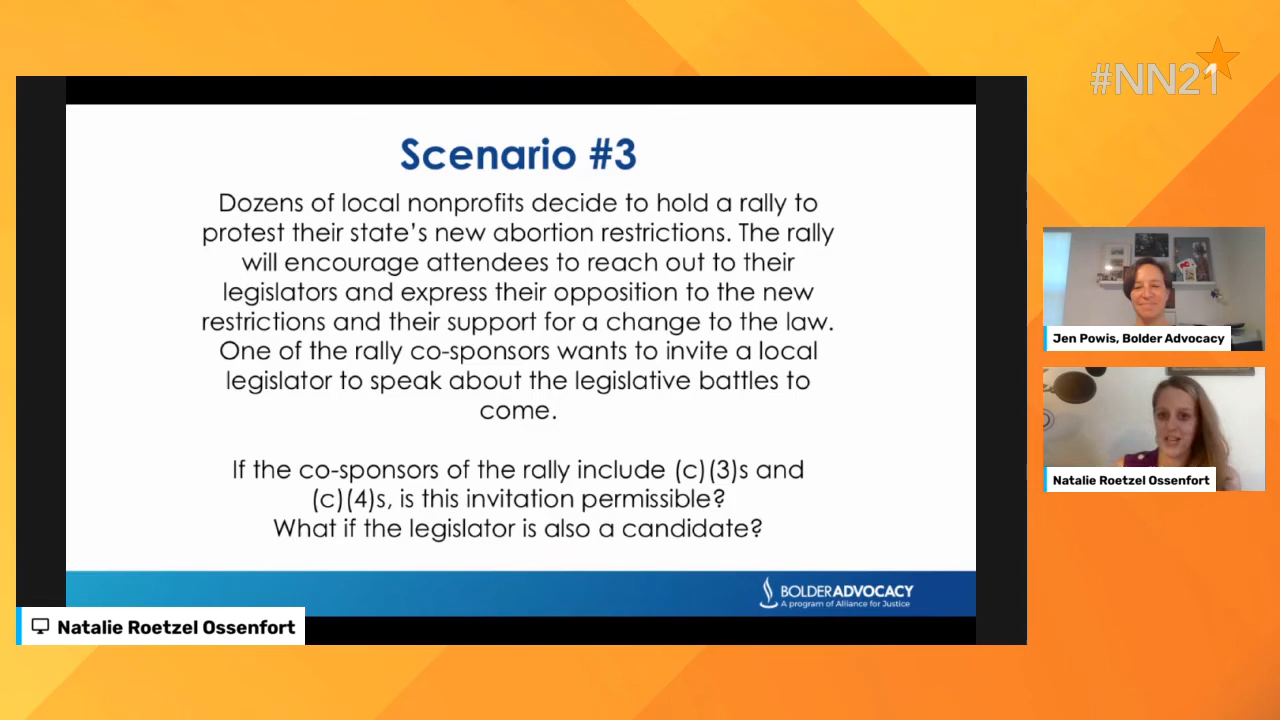 #NN21
Scenario #3
Dozens of local nonprofits decide to hold a rally to
protest their state's new abortion restrictions. The rally
will encourage attendees to reach out to their
legislators and express their opposition to the new
restrictions and their support for a change to the law.
One of the rally co-sponsors wants to invite a local
legislator to speak about the legislative battles to
come.
If the co-sponsors of the rally include (c)(3)s and
(c)(4)s, is this invitation permissible?
What if the legislator is also a candidate?
BOLDERADVOCACY
A program of Alliance for Justice
Natalie Roetzel Ossenfort
Jen Powis, Bolder Advocacy
Natalie Roetzel Ossenfort